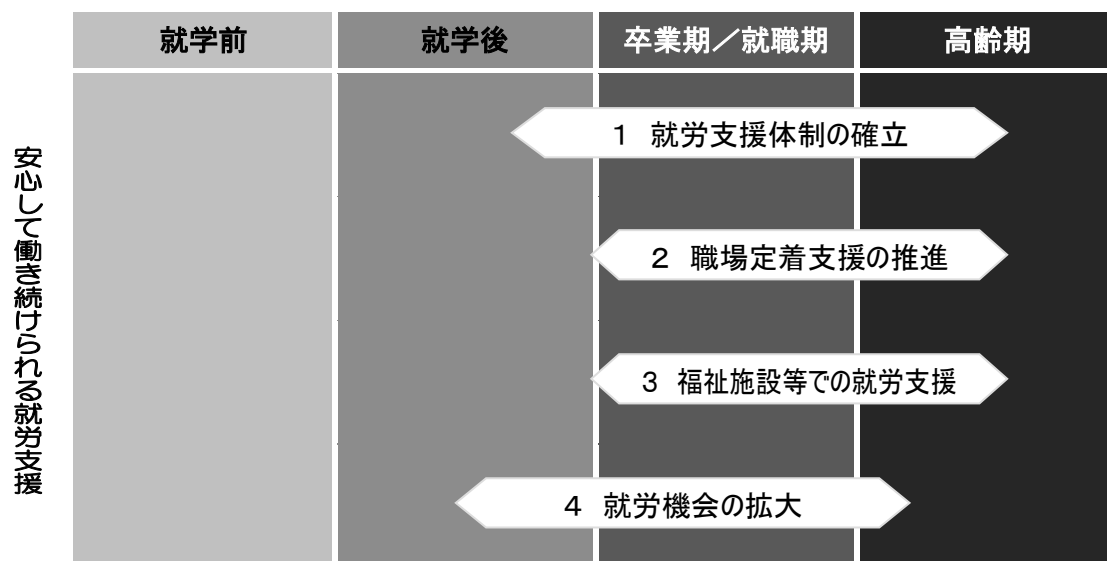 就学前
就学後
卒業期／就職期
高齢期
安心して働き続けられる就労支援
１　就労支援体制の確立
２　職場定着支援の推進
３　福祉施設等での就労支援
４　就労機会の拡大